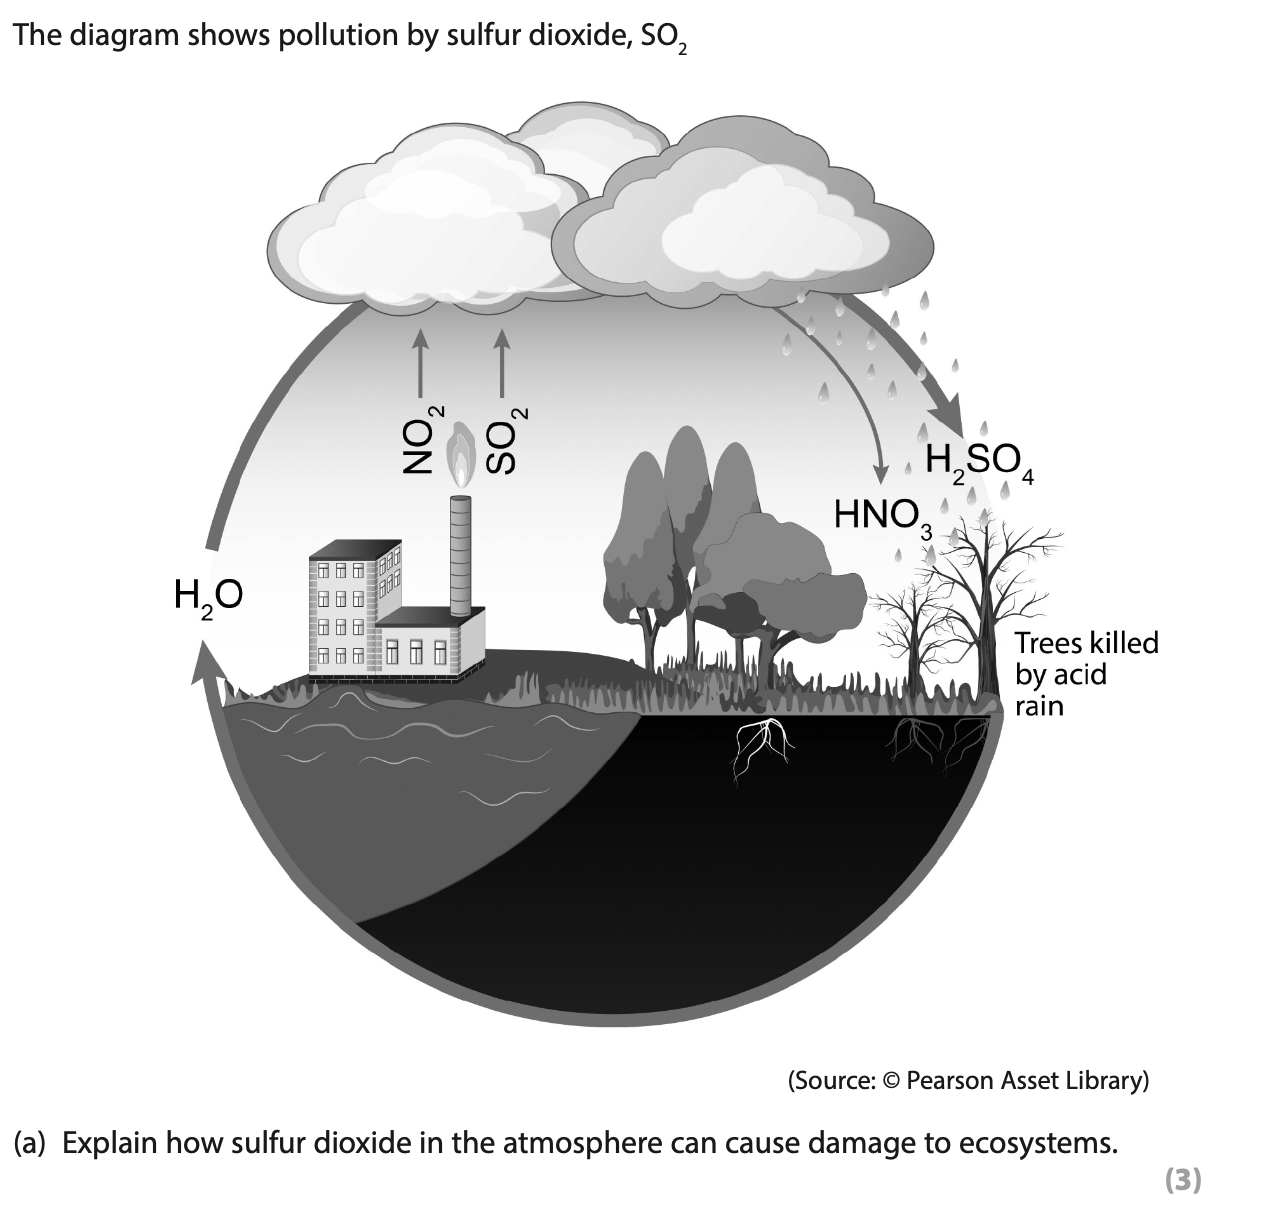 The diagram shows pollution by sulfur dioxide, SO₂
NO₂
SO₂
H₂SO₄
HNO₃
H₂O
Trees killed
by acid
rain
(Source: © Pearson Asset Library)
(a) Explain how sulfur dioxide in the atmosphere can cause damage to ecosystems.
(3)